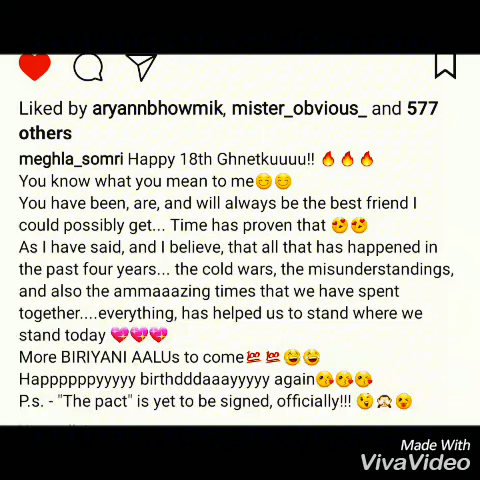 Liked by aryannbhowmik, mister_obvious_ and 577
others
meghla_somri Happy 18th Ghnetkuuuu!! 🔥🔥🔥
You know what you mean to me😊😊
You have been, are, and will always be the best friend I
could possibly get... Time has proven that 😍😍
As I have said, and I believe, that all that has happened in
the past four years... the cold wars, the misunderstandings,
and also the ammaaazing times that we have spent
together....everything, has helped us to stand where we
stand today 💖💖💖
More BIRIYANI AALUs to come💯💯😂😂
Happppppyyyyy birthdddaaayyyyy again😘😘😘
P.s. - "The pact" is yet to be signed, officially!!! 😉🙈😵
Made With
VivaVideo